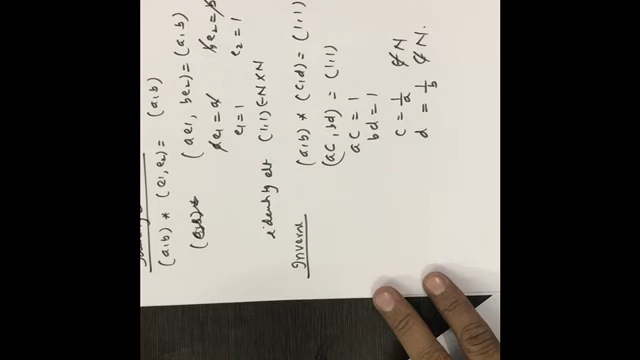 (a,b) * (e₁,e₂) = (a,b)
(ae₁, be₂) = (a,b)
ae₁ = a be₂ = b
e₁ = 1 e₂ = 1
identity elt (1,1) ∈ N×N
Inverse
(a,b) * (c,d) = (1,1)
(ac, bd) = (1,1)
ac = 1
bd = 1
c = 1/a ∉ N
d = 1/b ∉ N.